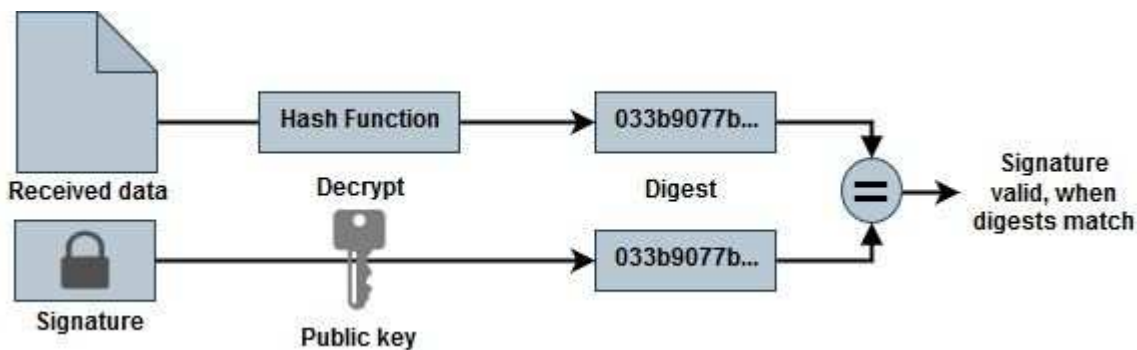 Hash Function
033b9077b...
Received data
Decrypt
Digest
=
Signature
valid, when
digests match
033b9077b...
Signature
Public key